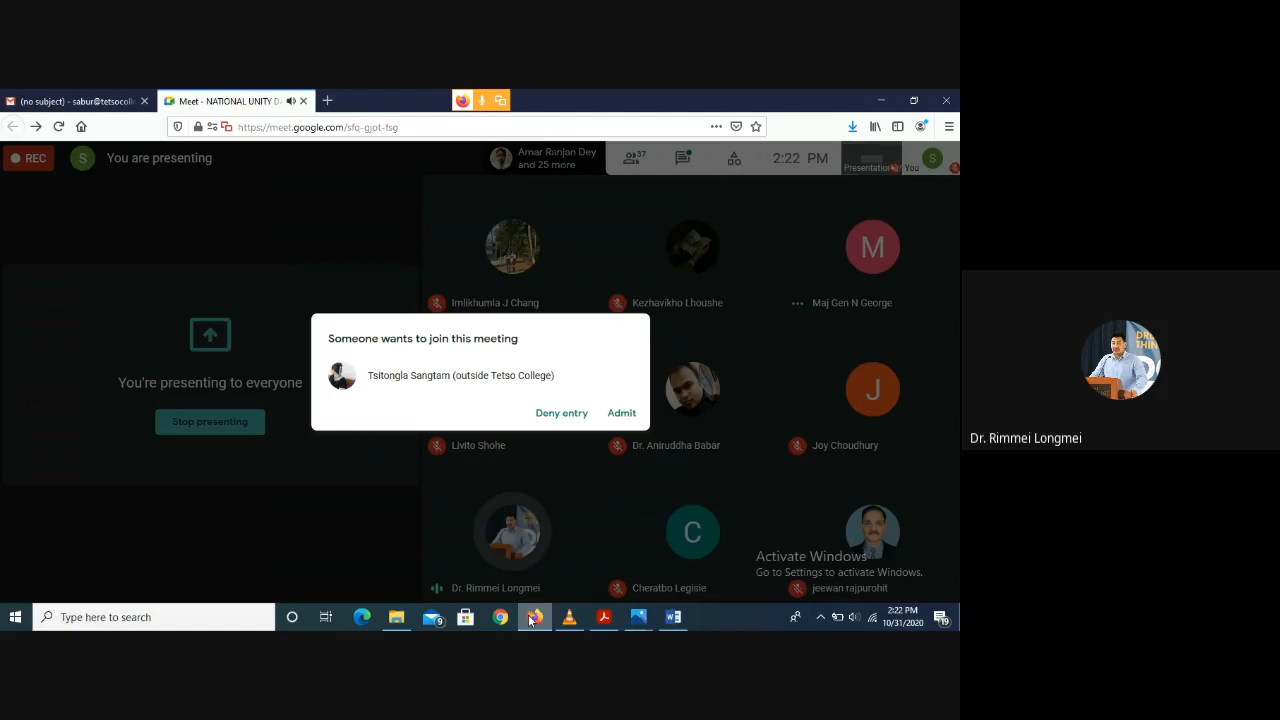 (no subject) - sabur@tetsocoll
Meet - NATIONAL UNITY DA
https://meet.google.com/sfq-gjpt-fsg
REC
S
You are presenting
Amar Ranjan Dey
and 25 more
37
2:22 PM
Presentation
You
S
M
Imlikhumla J Chang
Kezhavikho Lhoushe
Maj Gen N George
You're presenting to everyone
Stop presenting
Someone wants to join this meeting
Tsitongla Sangtam (outside Tetso College)
Deny entry
Admit
J
Livito Shohe
Dr. Aniruddha Babar
Joy Choudhury
C
Dr. Rimmei Longmei
Cheratbo Legisie
jeewan rajpurohit
Activate Windows
Go to Settings to activate Windows.
Type here to search
9
2:22 PM
10/31/2020
19
Dr. Rimmei Longmei